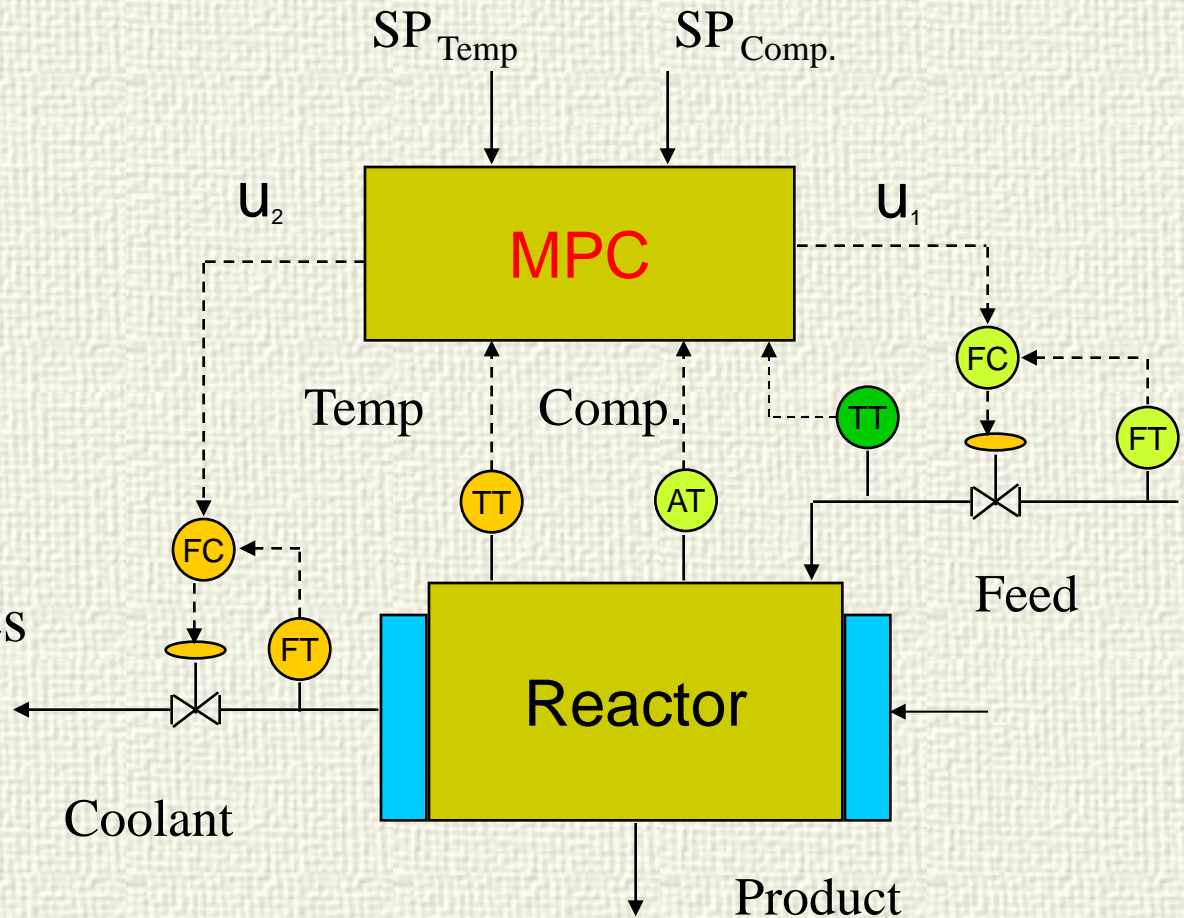 SP Temp
SP Comp.
u2
u1
MPC
FC
Temp
Comp.
TT
FT
TT
AT
FC
Feed
s
FT
Reactor
Coolant
Product